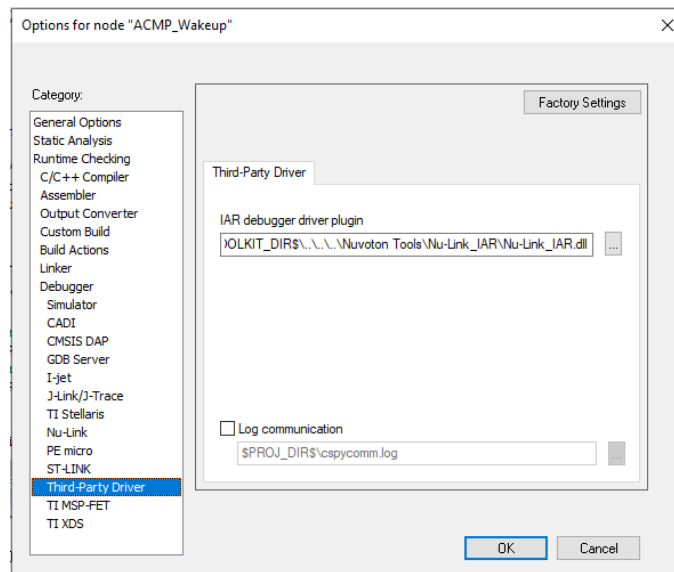 Options for node "ACMP_Wakeup"
Category:
General Options
Static Analysis
Runtime Checking
C/C++ Compiler
Assembler
Output Converter
Custom Build
Build Actions
Linker
Debugger
Simulator
CADI
CMSIS DAP
GDB Server
I-jet
J-Link/J-Trace
TI Stellaris
Nu-Link
PE micro
ST-LINK
Third-Party Driver
TI MSP-FET
TI XDS
Factory Settings
Third-Party Driver
IAR debugger driver plugin
OLKIT_DIR$\..\..\..\Nuvoton Tools\Nu-Link_IAR\Nu-Link_IAR.dll
...
Log communication
$PROJ_DIR$\cspycomm.log
...
OK
Cancel